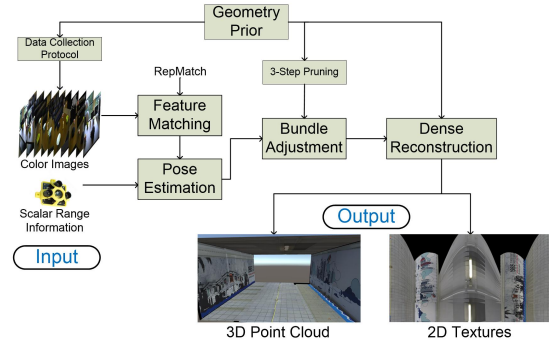 Geometry
Prior
Data Collection
Protocol
3-Step Pruning
RepMatch
Feature
Matching
Bundle
Adjustment
Dense
Reconstruction
Color Images
Pose
Estimation
Scalar Range
Information
Input
Output
3D Point Cloud
2D Textures